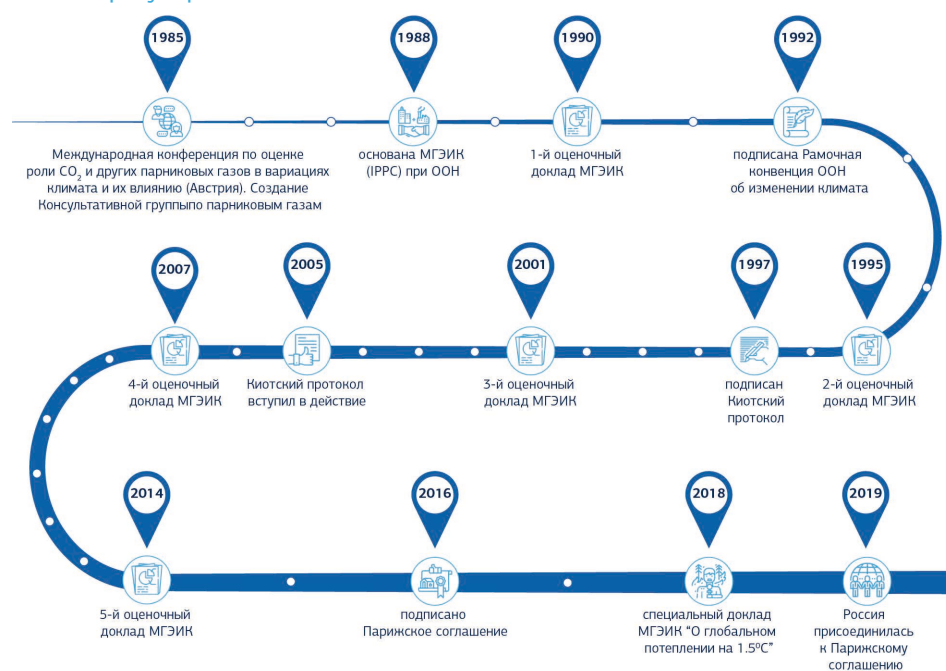 1985
Международная конференция по оценке
роли CO2 и других парниковых газов в вариациях
климата и их влиянию (Австрия). Создание
Консультативной группыпо парниковым газам
1988
основана МГЭИК
(IPPC) при ООН
1990
1-й оценочный
доклад МГЭИК
1992
подписана Рамочная
конвенция ООН
об изменении климата
1995
2-й оценочный
доклад МГЭИК
1997
подписан
Киотский
протокол
2001
3-й оценочный
доклад МГЭИК
2005
Киотский протокол
вступил в действие
2007
4-й оценочный
доклад МГЭИК
2014
5-й оценочный
доклад МГЭИК
2016
подписано
Парижское соглашение
2018
специальный доклад
МГЭИК “О глобальном
потеплении на 1.5ºC”
2019
Россия
присоединилась
к Парижскому
соглашению